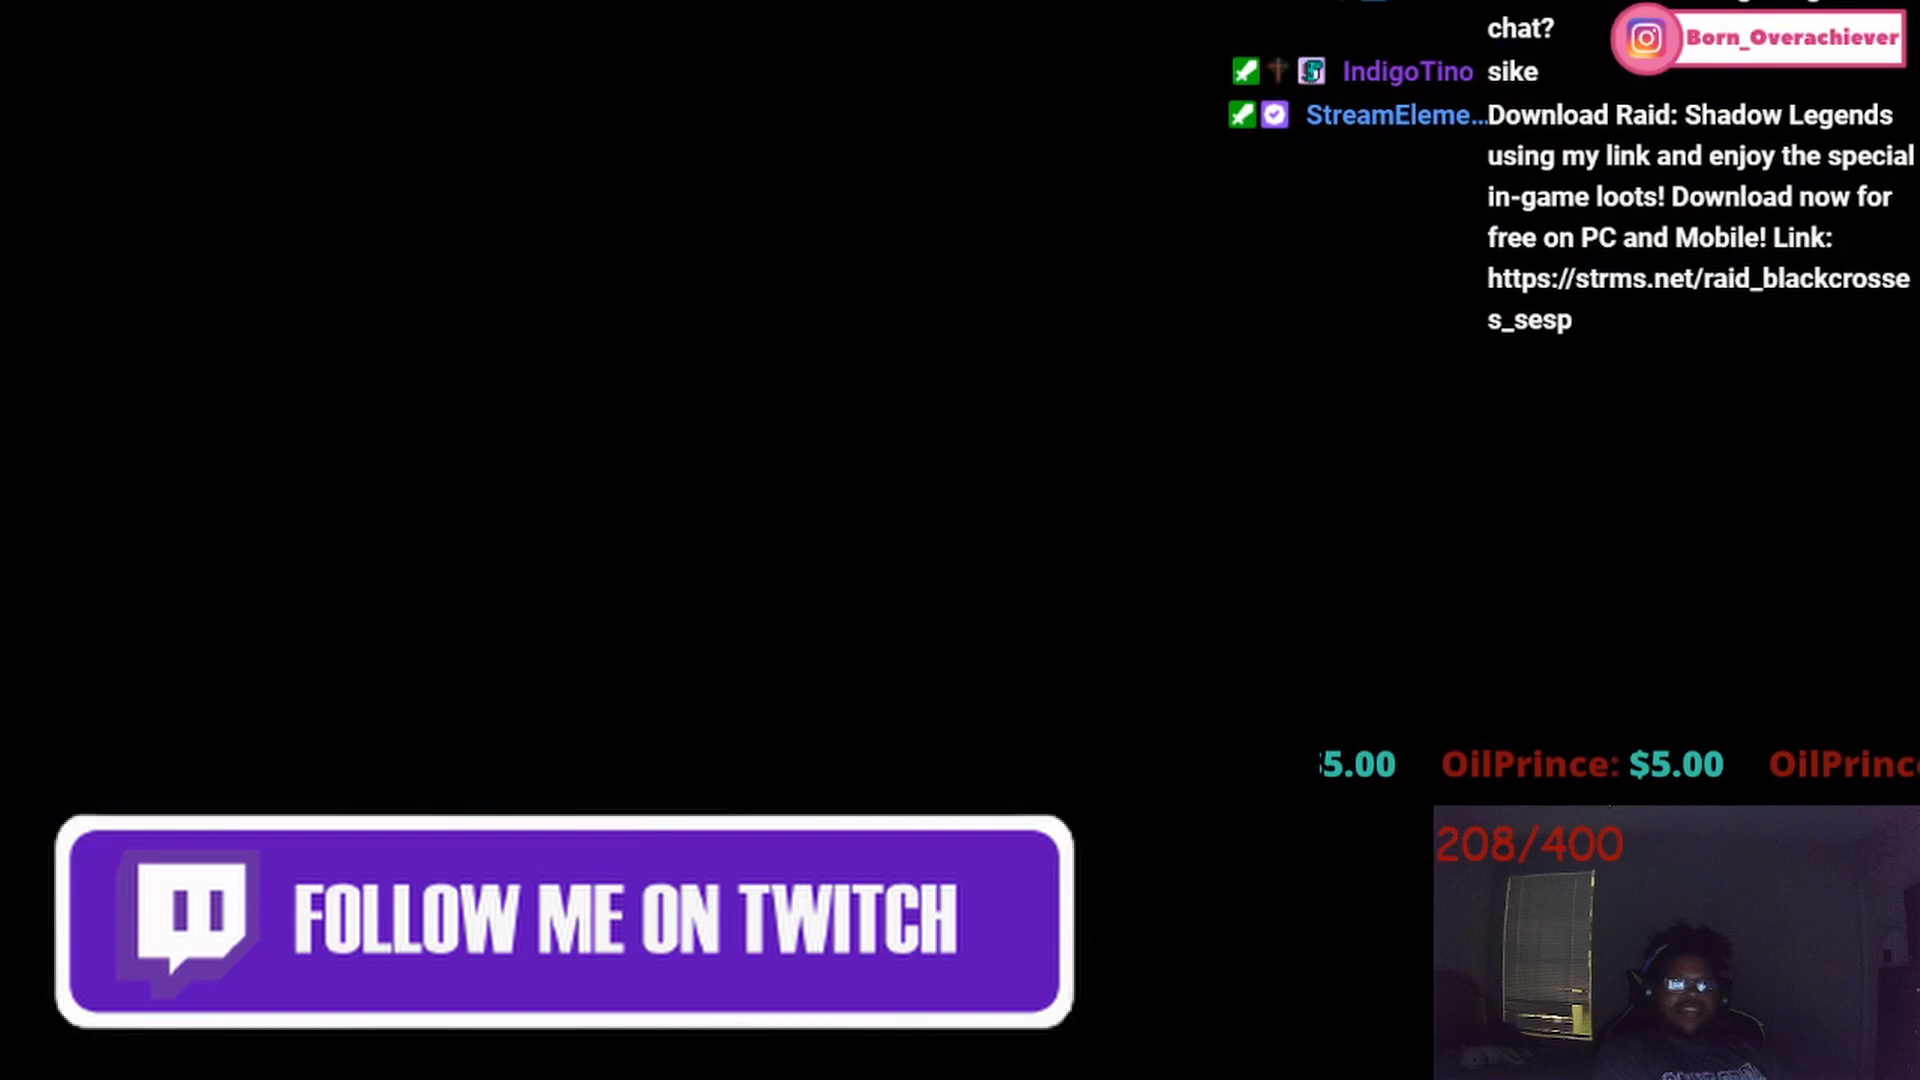 chat?
Born_Overachiever
IndigoTino sike
StreamEleme... Download Raid: Shadow Legends
using my link and enjoy the special
in-game loots! Download now for
free on PC and Mobile! Link:
https://strms.net/raid_blackcrosse
s_sesp
5.00 OilPrince: $5.00 OilPrinc
208/400
FOLLOW ME ON TWITCH